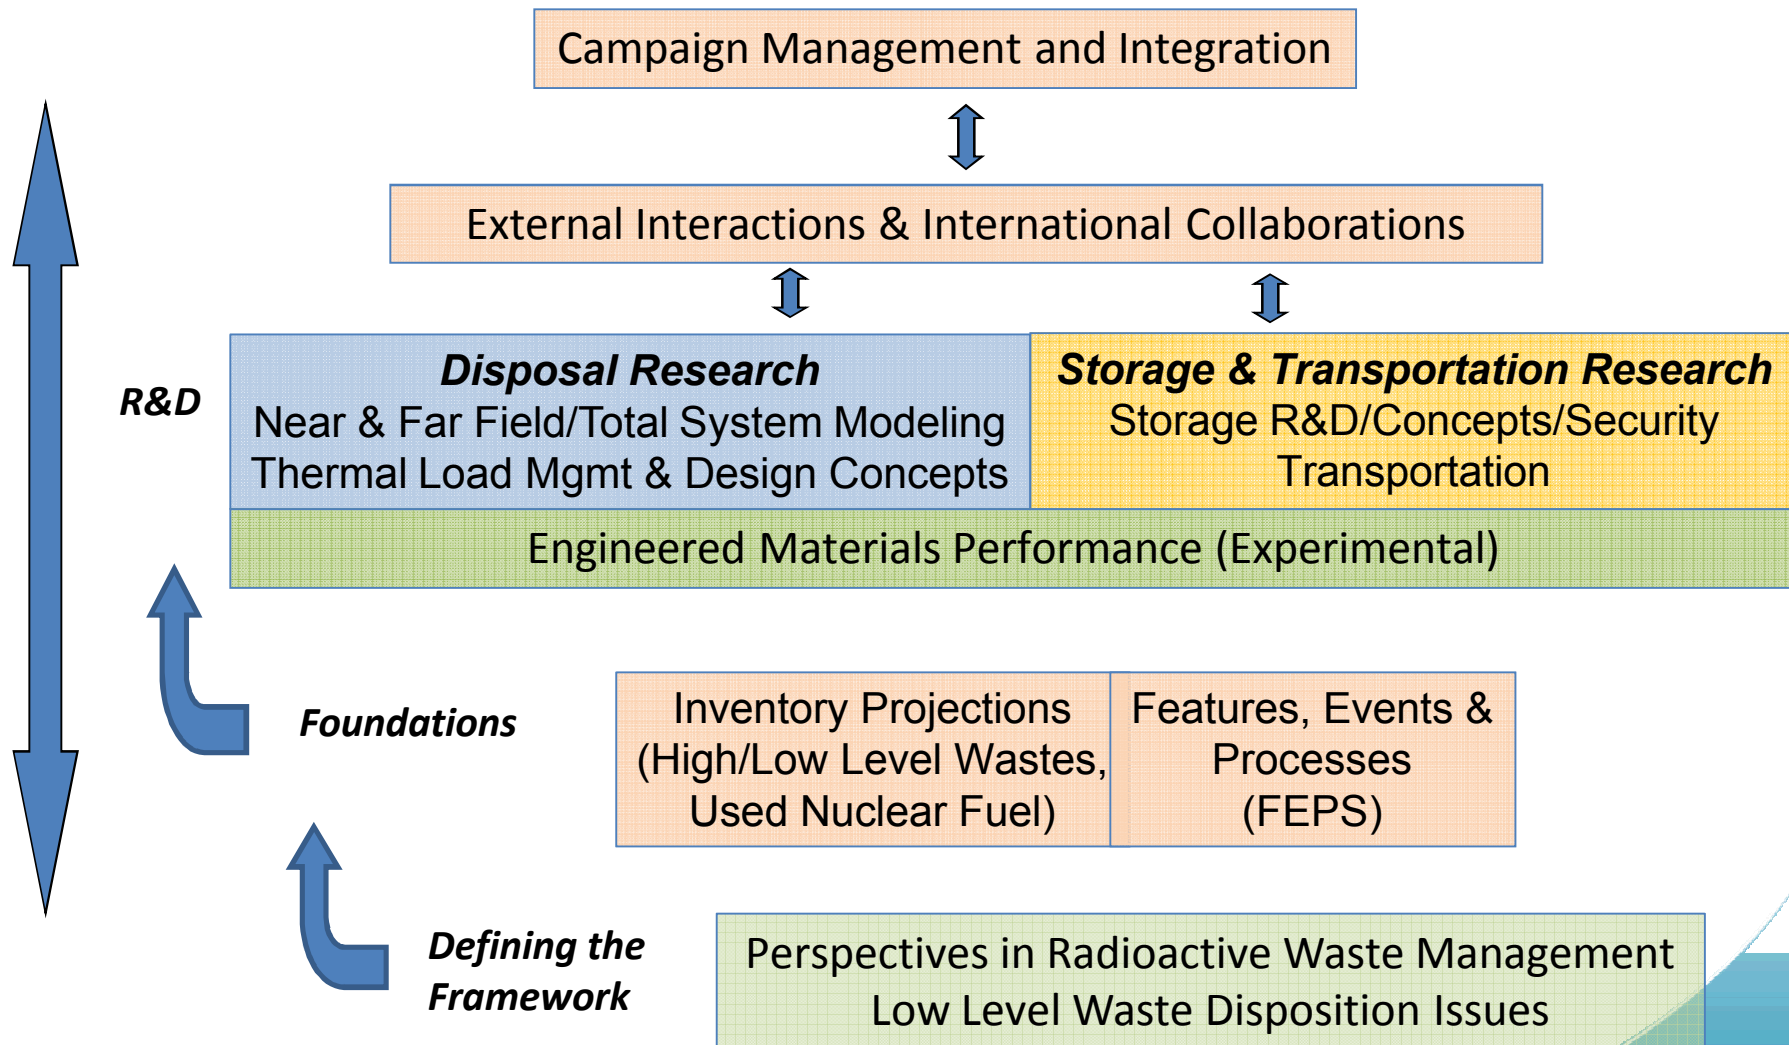 Campaign Management and Integration
External Interactions & International Collaborations
R&D
Disposal Research
Near & Far Field/Total System Modeling
Thermal Load Mgmt & Design Concepts
Storage & Transportation Research
Storage R&D/Concepts/Security
Transportation
Engineered Materials Performance (Experimental)
Foundations
Inventory Projections
(High/Low Level Wastes,
Used Nuclear Fuel)
Features, Events &
Processes
(FEPS)
Defining the
Framework
Perspectives in Radioactive Waste Management
Low Level Waste Disposition Issues